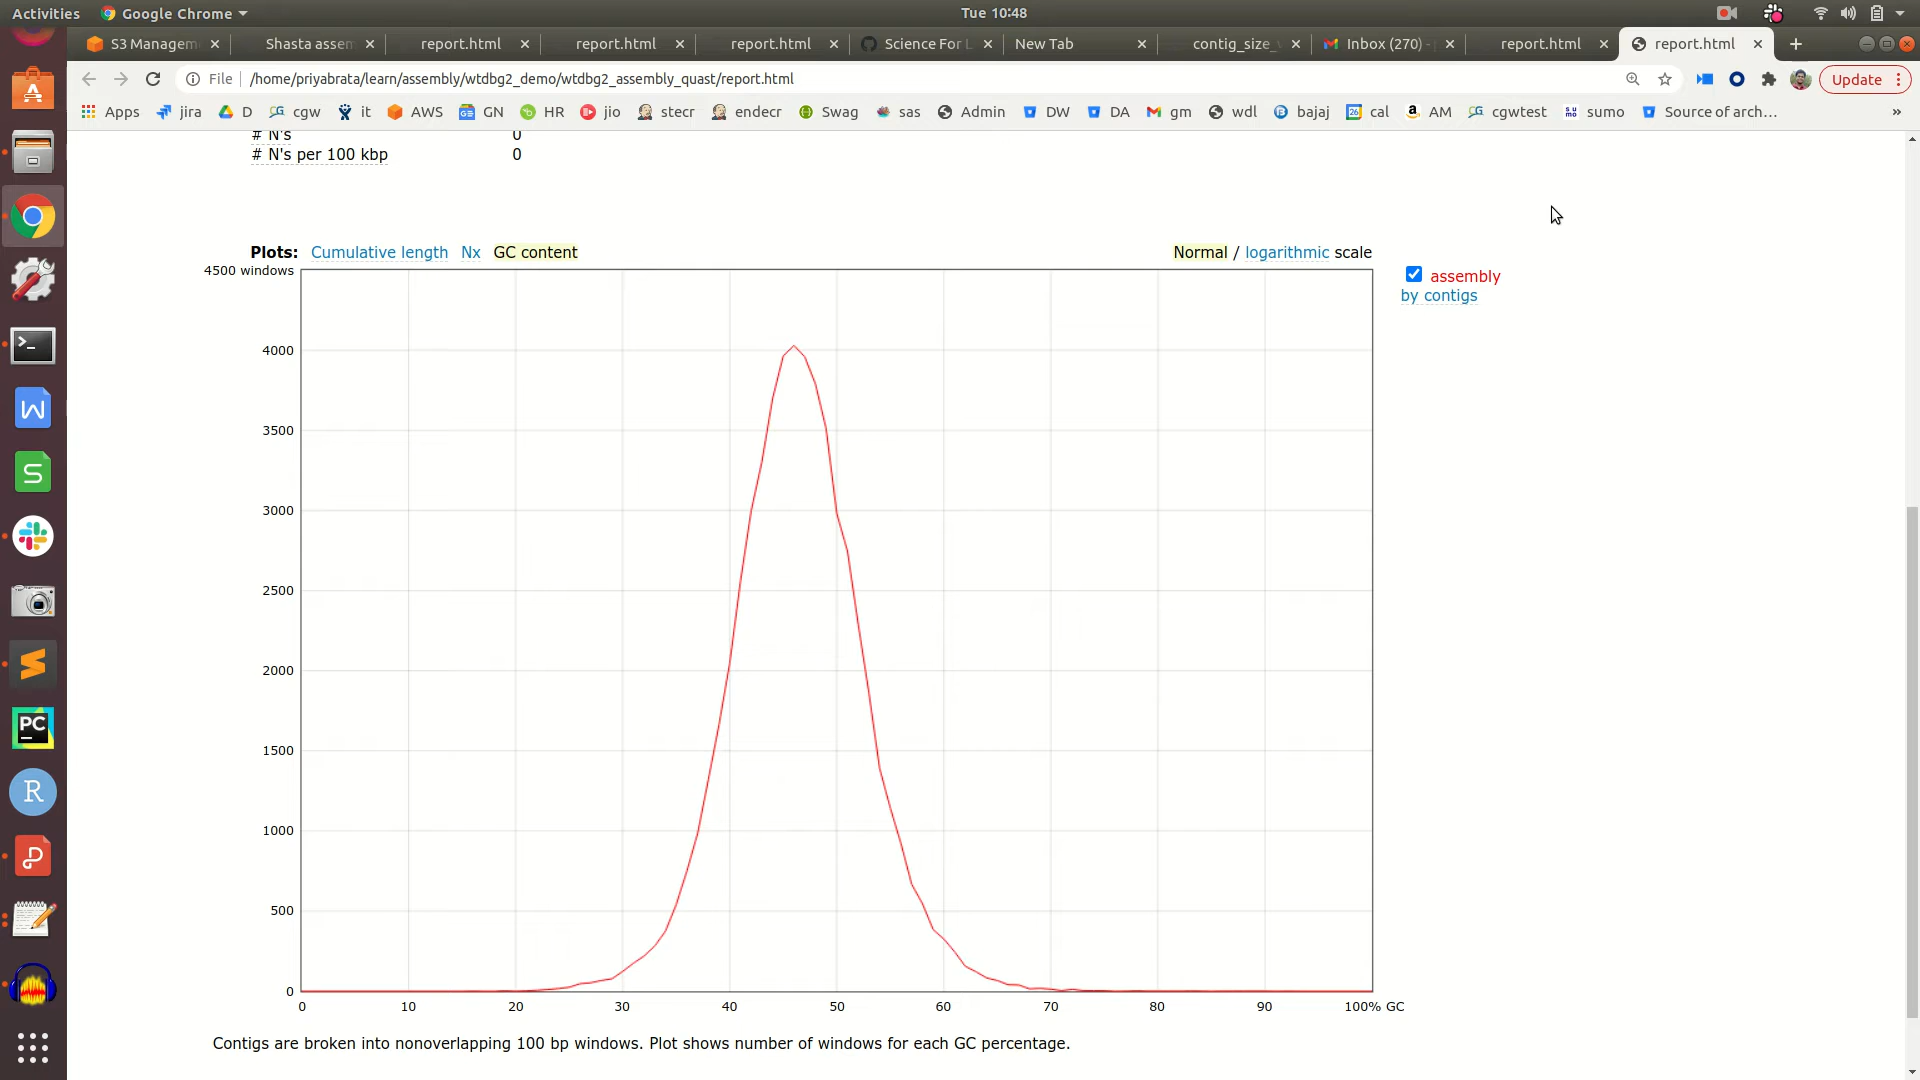 Activities Google Chrome Tue 10:48
S3 Managem Shasta assem report.html report.html report.html Science For L New Tab contig_size_ Inbox (270) - report.html report.html
File /home/priyabrata/learn/assembly/wtdbg2_demo/wtdbg2_assembly_quast/report.html Update
Apps jira D cgw it AWS GN HR jio stecr endecr Swag sas Admin DW DA gm wdl bajaj cal AM cgwtest sumo Source of arch... »
# N's 0
# N's per 100 kbp 0
Plots: Cumulative length Nx GC content Normal / logarithmic scale
4500 windows
assembly
by contigs
4000
3500
3000
2500
2000
1500
1000
500
0
0 10 20 30 40 50 60 70 80 90 100% GC
Contigs are broken into nonoverlapping 100 bp windows. Plot shows number of windows for each GC percentage.